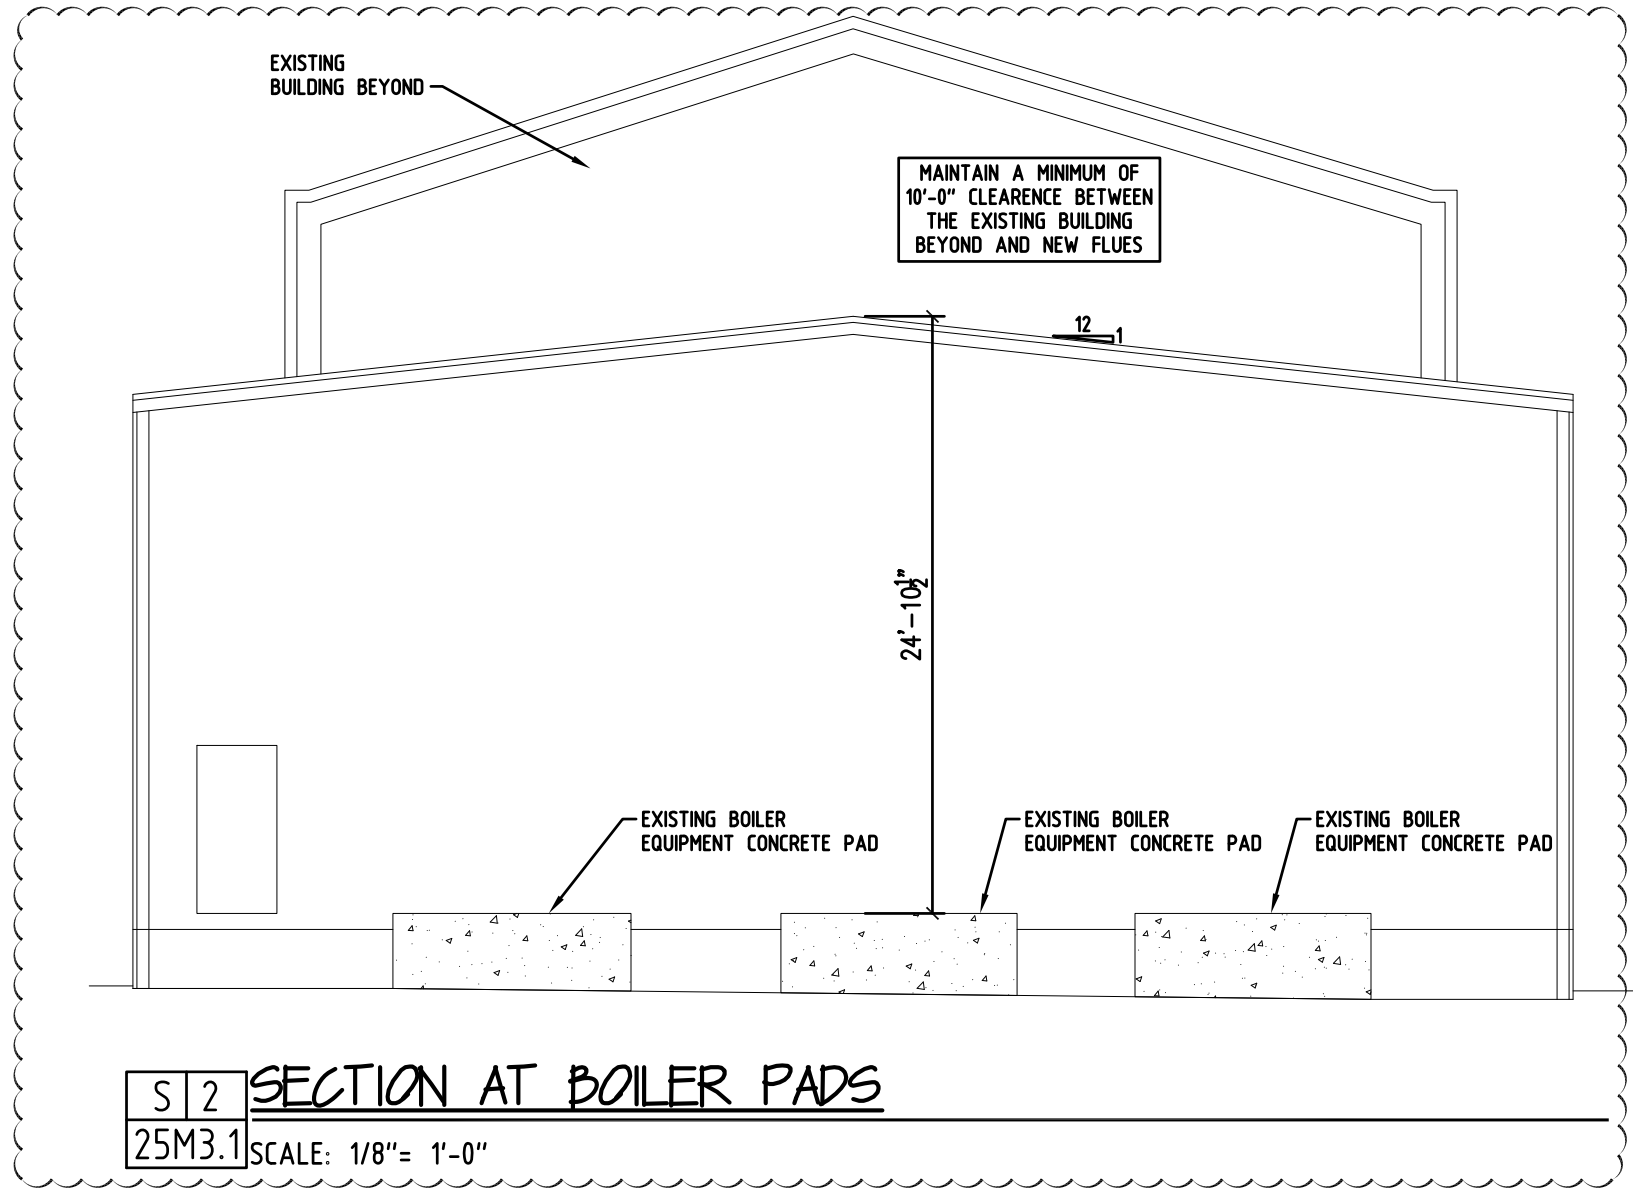 EXISTING
BUILDING BEYOND
MAINTAIN A MINIMUM OF
10'-0" CLEARENCE BETWEEN
THE EXISTING BUILDING
BEYOND AND NEW FLUES
12
1
24'-10 1/2"
EXISTING BOILER
EQUIPMENT CONCRETE PAD
EXISTING BOILER
EQUIPMENT CONCRETE PAD
EXISTING BOILER
EQUIPMENT CONCRETE PAD
S 2
25M3.1
SECTION AT BOILER PADS
SCALE: 1/8"= 1'-0"